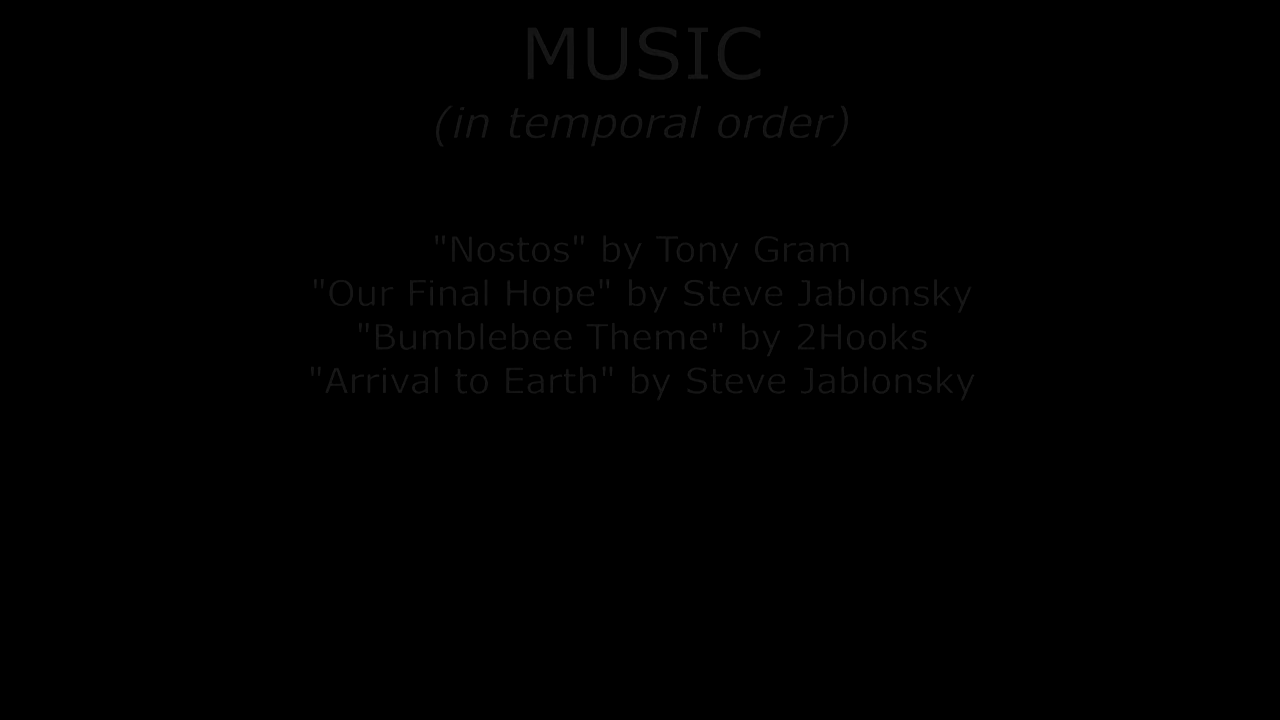 MUSIC
(in temporal order)
"Nostos" by Tony Gram
"Our Final Hope" by Steve Jablonsky
"Bumblebee Theme" by 2Hooks
"Arrival to Earth" by Steve Jablonsky